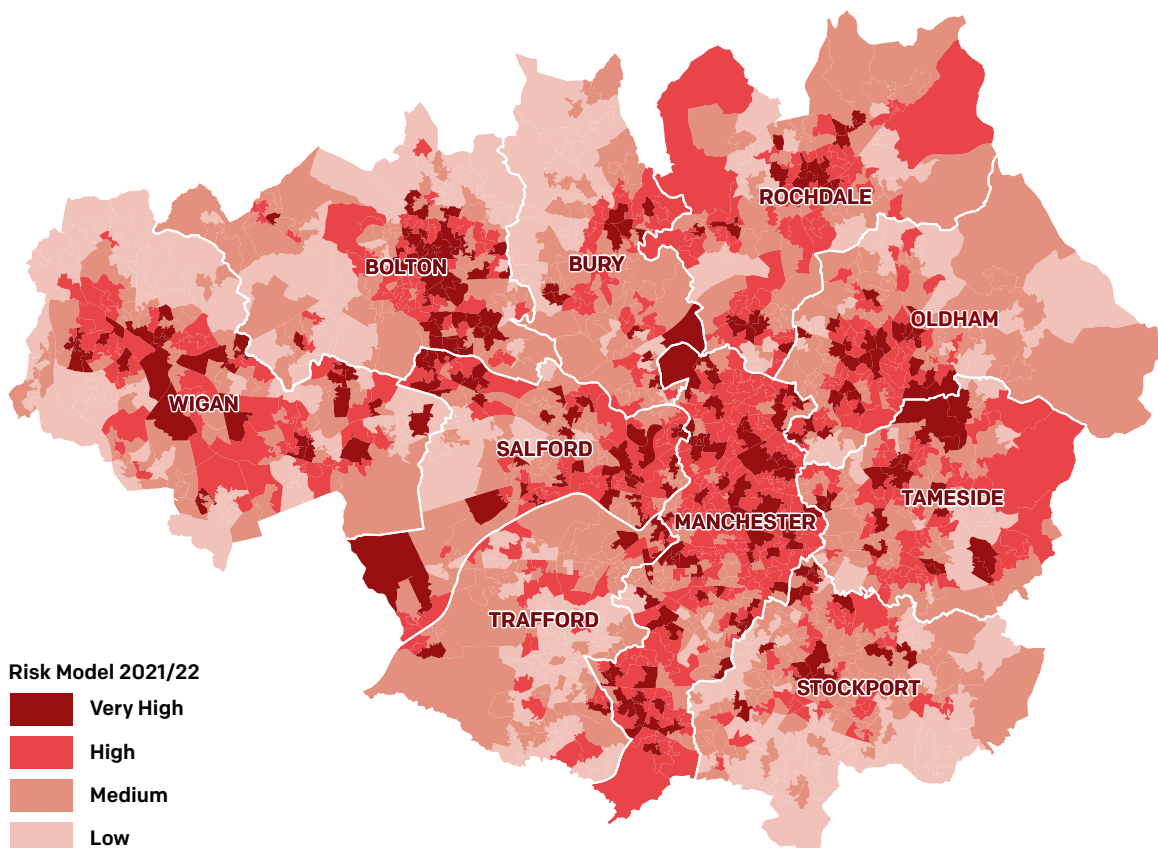 ROCHDALE
BOLTON
BURY
OLDHAM
WIGAN
SALFORD
TAMESIDE
MANCHESTER
TRAFFORD
STOCKPORT
Risk Model 2021/22
Very High
High
Medium
Low